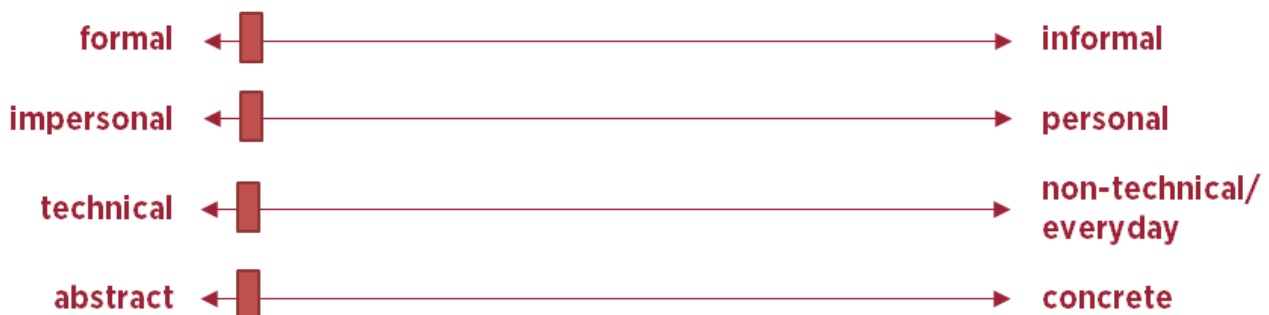 formal informal
impersonal personal
technical non-technical/
everyday
abstract concrete